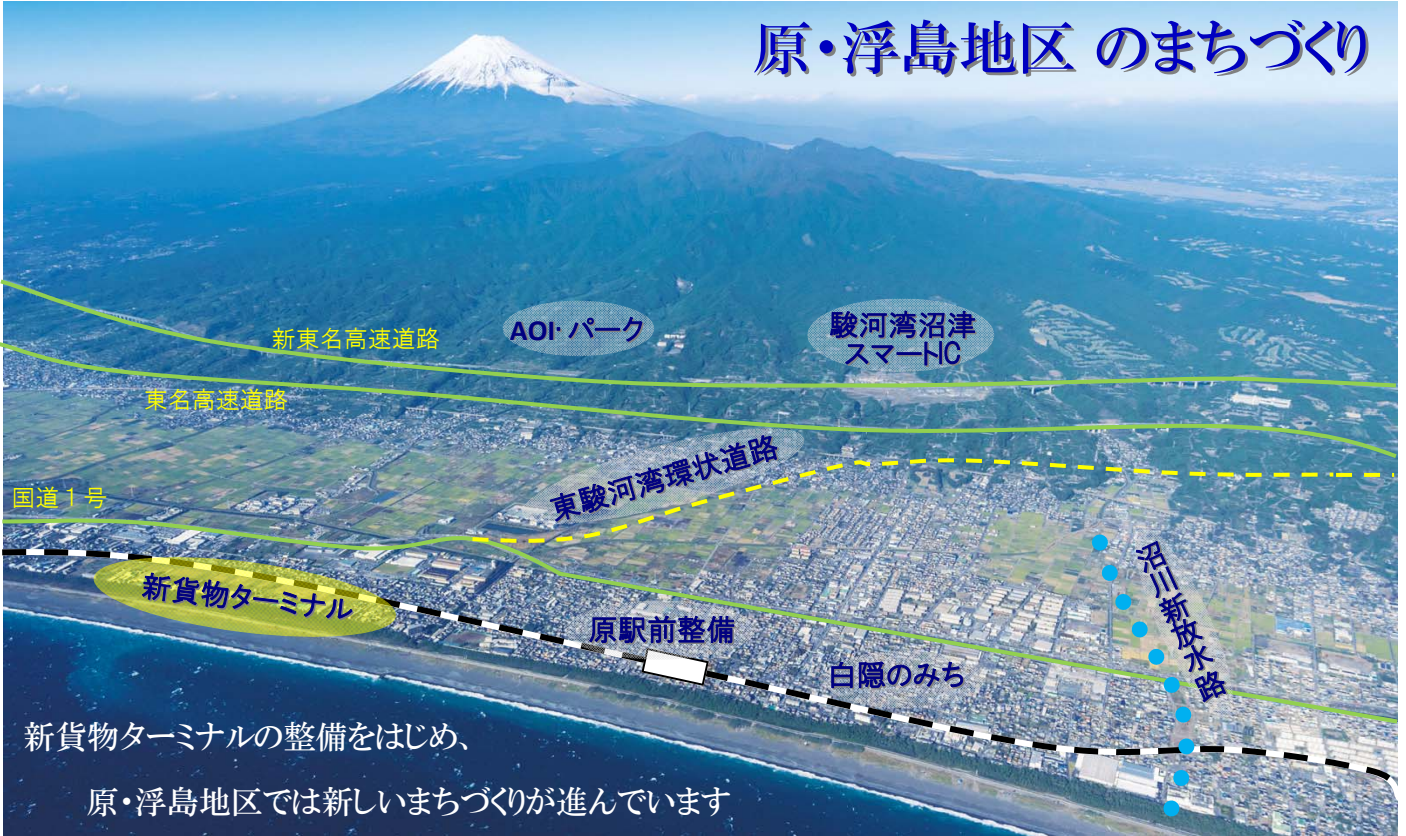 原・浮島地区 のまちづくり
AOI・パーク
駿河湾沼津
スマートIC
新東名高速道路
東名高速道路
東駿河湾環状道路
国道１号
沼川新放水路
新貨物ターミナル
原駅前整備
白隠のみち
新貨物ターミナルの整備をはじめ、
原・浮島地区では新しいまちづくりが進んでいます